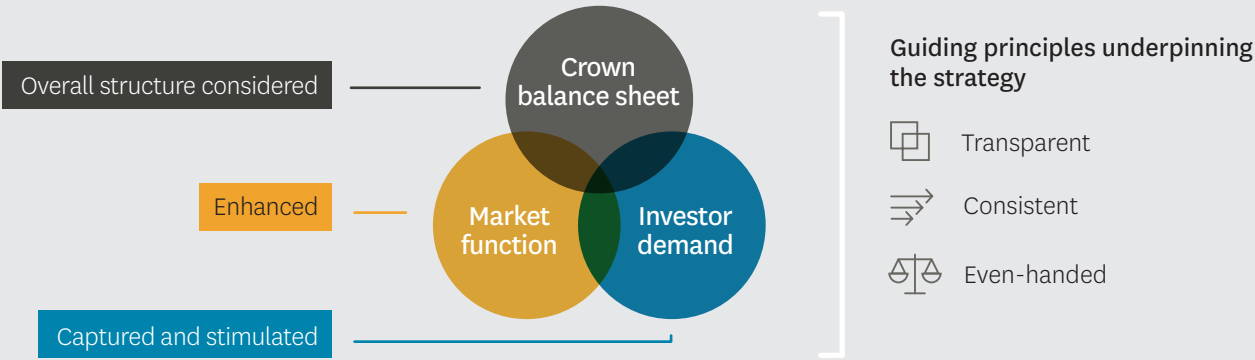 Overall structure considered
Enhanced
Captured and stimulated
Crown
balance sheet
Market
function
Investor
demand
Guiding principles underpinning
the strategy
Transparent
Consistent
Even-handed